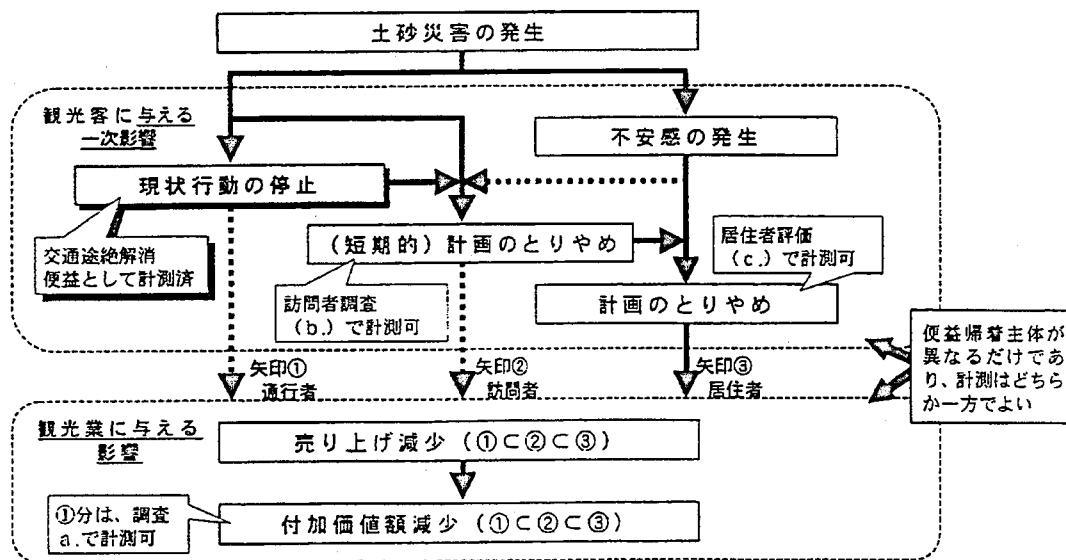 土砂災害の発生
観光客に与える
一次影響
不安感の発生
現状行動の停止
交通途絶解消
便益として計測済
(短期的)計画のとりやめ
居住者評価
(c.)で計測可
訪問者調査
(b.)で計測可
計画のとりやめ
便益帰着主体が
異なるだけであ
り、計測はどちら
か一方でよい
矢印①
通行者
矢印②
訪問者
矢印③
居住者
観光業に与える
影響
売り上げ減少(①⊂②⊂③)
①分は、調査
a.で計測可
付加価値額減少(①⊂②⊂③)